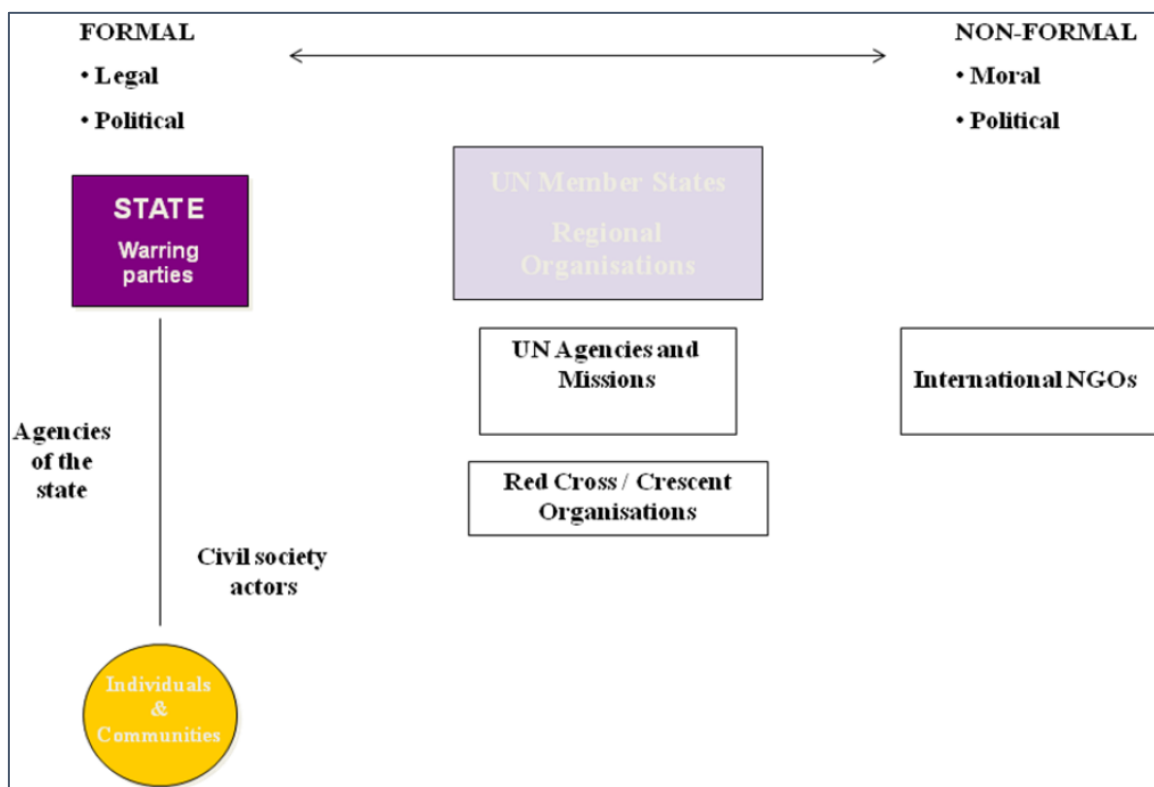 FORMAL
• Legal
• Political
NON-FORMAL
• Moral
• Political
STATE
Warring
parties
UN Member States
Regional
Organisations
UN Agencies and
Missions
International NGOs
Agencies
of the
state
Red Cross / Crescent
Organisations
Civil society
actors
Individuals
&
Communities